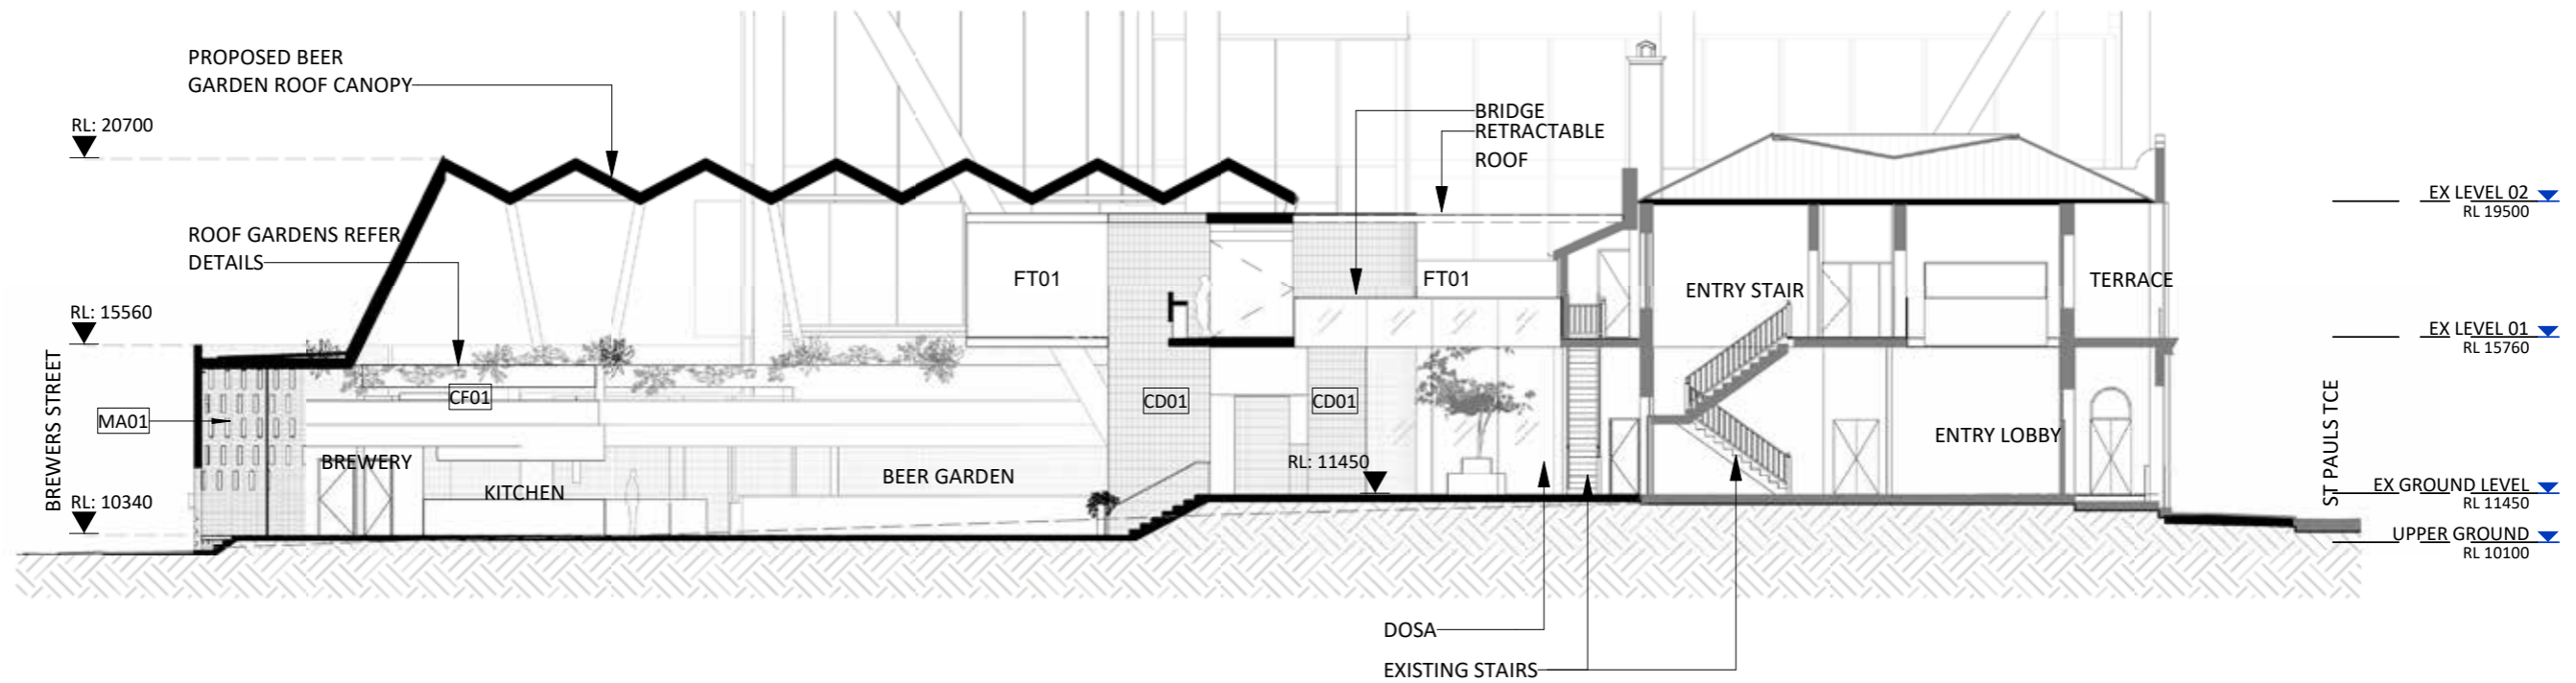 PROPOSED BEER
GARDEN ROOF CANOPY
RL: 20700
BRIDGE
RETRACTABLE
ROOF
EX LEVEL 02
RL 19500
ROOF GARDENS REFER
DETAILS
FT01
FT01
ENTRY STAIR
TERRACE
RL: 15560
EX LEVEL 01
RL 15760
BREWERS STREET
MA01
CF01
CD01
CD01
ST PAULS TCE
BREWERY
KITCHEN
BEER GARDEN
RL: 11450
ENTRY LOBBY
RL: 10340
EX GROUND LEVEL
RL 11450
UPPER GROUND
RL 10100
DOSA
EXISTING STAIRS